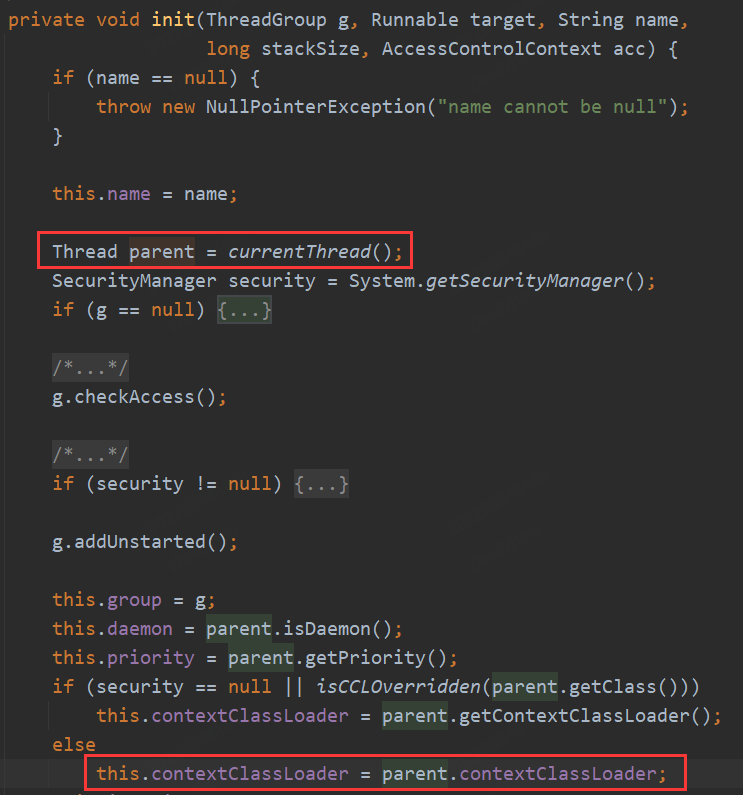 private void init(ThreadGroup g, Runnable target, String name,
                  long stackSize, AccessControlContext acc) {
    if (name == null) {
        throw new NullPointerException("name cannot be null");
    }

    this.name = name;

    Thread parent = currentThread();
    SecurityManager security = System.getSecurityManager();
    if (g == null) {...}

    /*...*/
    g.checkAccess();

    /*...*/
    if (security != null) {...}

    g.addUnstarted();

    this.group = g;
    this.daemon = parent.isDaemon();
    this.priority = parent.getPriority();
    if (security == null || isCCLOverridden(parent.getClass()))
        this.contextClassLoader = parent.getContextClassLoader();
    else
        this.contextClassLoader = parent.contextClassLoader;